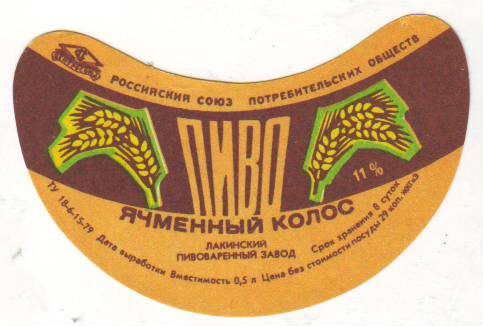 РОССИЙСКИЙ СОЮЗ ПОТРЕБИТЕЛЬСКИХ ОБЩЕСТВ
ПИВО
11 %
ЯЧМЕННЫЙ КОЛОС
ЛАКИНСКИЙ
ПИВОВАРЕННЫЙ ЗАВОД
ТУ 18-6-15-79 Дата выработки Вместимость 0,5 л Цена без стоимости посуды 29 коп.
Срок хранения 8 суток